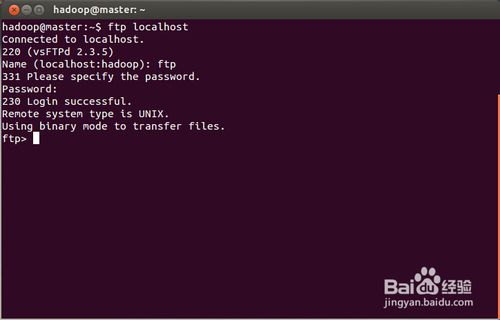 hadoop@master: ~
hadoop@master:~$ ftp localhost
Connected to localhost.
220 (vsFTPd 2.3.5)
Name (localhost:hadoop): ftp
331 Please specify the password.
Password:
230 Login successful.
Remote system type is UNIX.
Using binary mode to transfer files.
ftp>
Baidu经验
jingyan.baidu.com